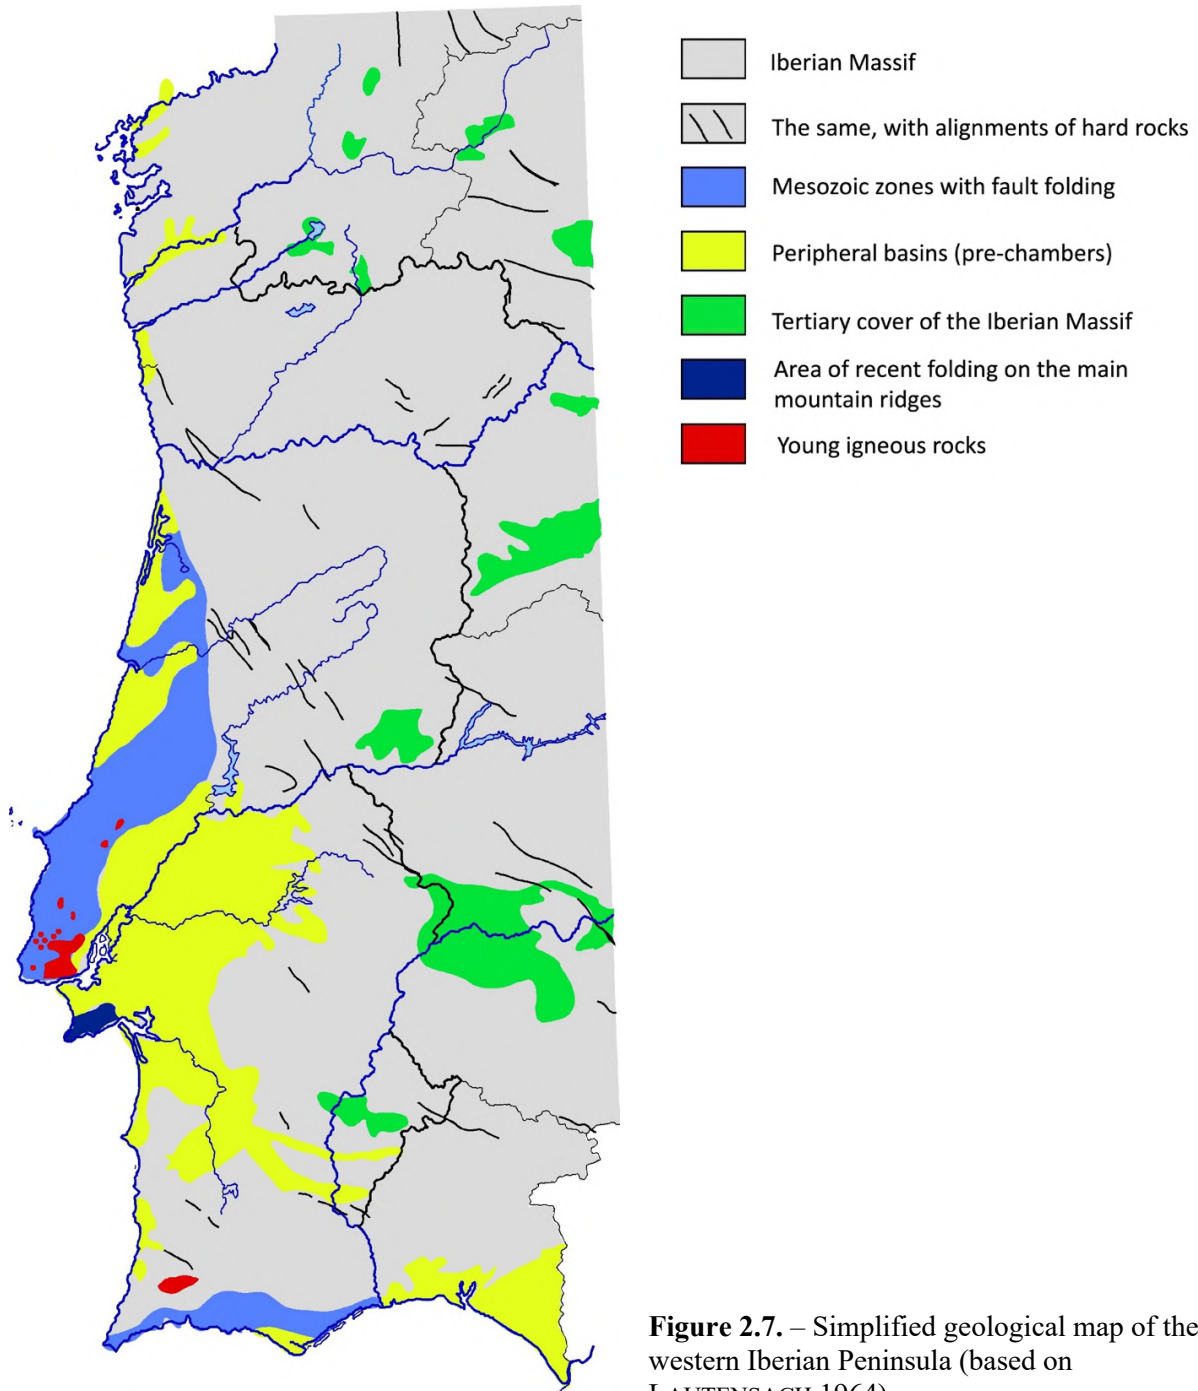 Iberian Massif
The same, with alignments of hard rocks
Mesozoic zones with fault folding
Peripheral basins (pre-chambers)
Tertiary cover of the Iberian Massif
Area of recent folding on the main
mountain ridges
Young igneous rocks
Figure 2.7. – Simplified geological map of the
western Iberian Peninsula (based on
LAUTENSACH 1964)